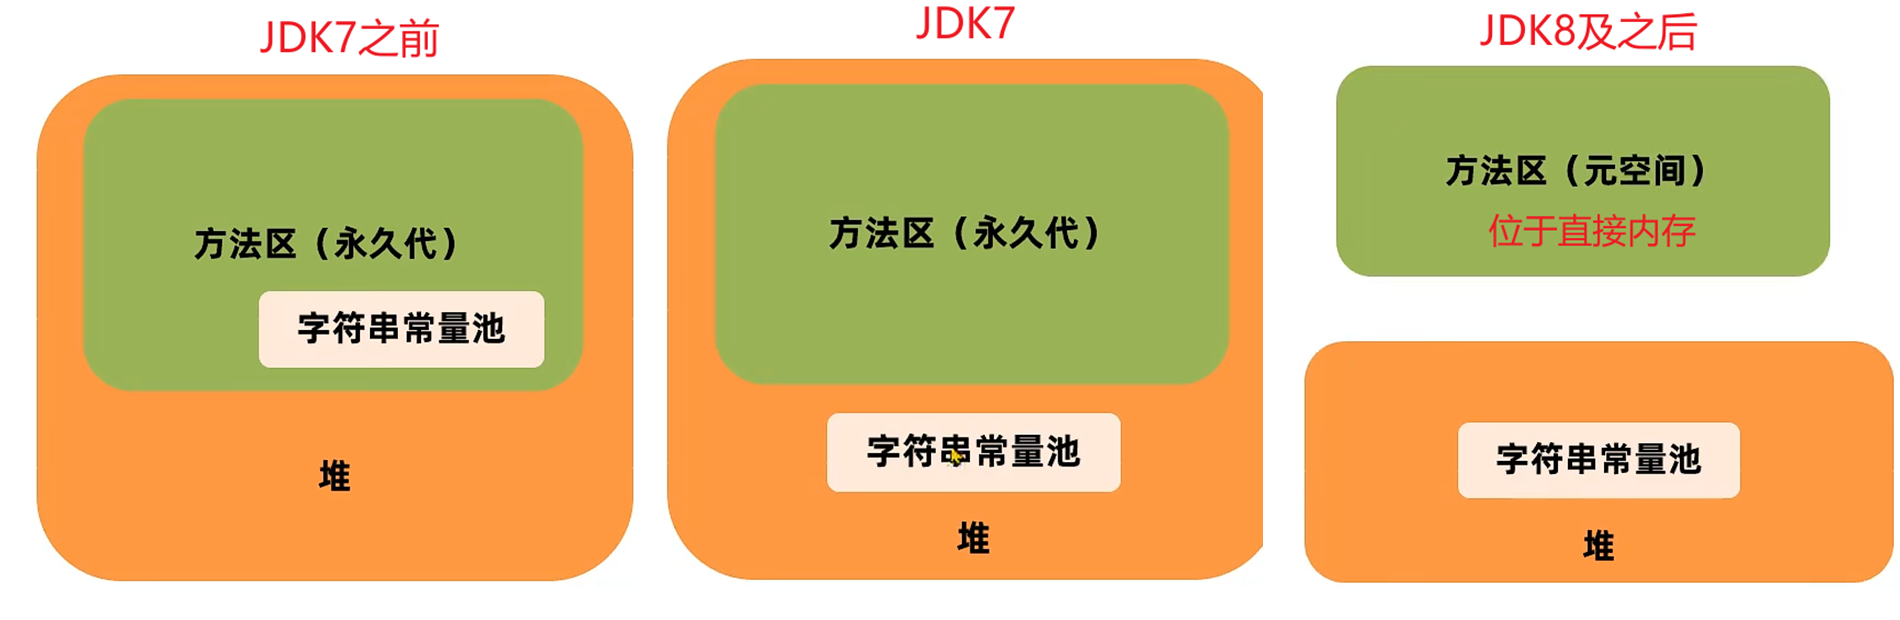 JDK7之前
方法区（永久代）
字符串常量池
堆
JDK7
方法区（永久代）
字符串常量池
堆
JDK8及之后
方法区（元空间）
位于直接内存
字符串常量池
堆